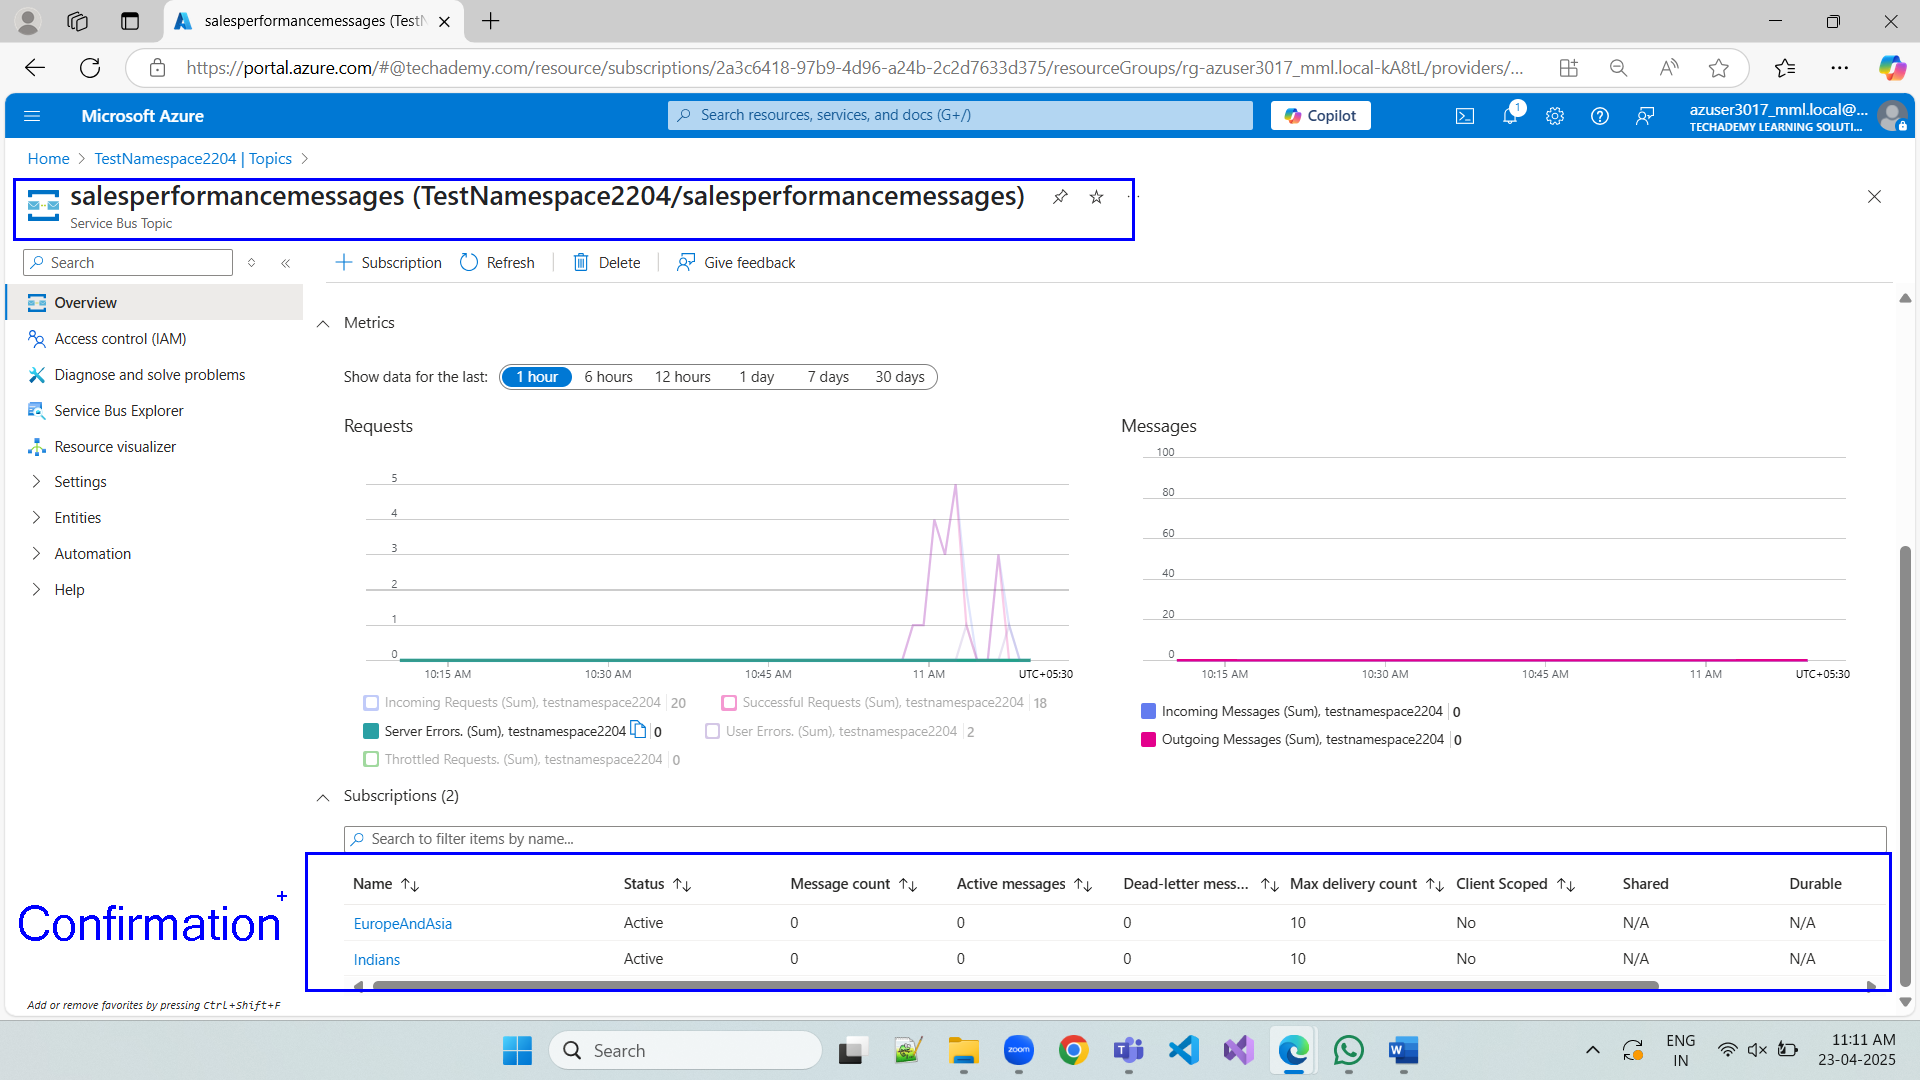 salesperformancemessages (TestN
https://portal.azure.com/#@techademy.com/resource/subscriptions/2a3c6418-97b9-4d96-a24b-2c2d7633d375/resourceGroups/rg-azuser3017_mml.local-kA8tL/providers/...
Microsoft Azure
Search resources, services, and docs (G+/)
Copilot
1
azuser3017_mml.local@...
TECHADEMY LEARNING SOLUTI...
Home > TestNamespace2204 | Topics >
salesperformancemessages (TestNamespace2204/salesperformancemessages)
Service Bus Topic
Search
Subscription Refresh Delete Give feedback
Overview
Access control (IAM)
Diagnose and solve problems
Service Bus Explorer
Resource visualizer
Settings
Entities
Automation
Help
Metrics
Show data for the last: 1 hour 6 hours 12 hours 1 day 7 days 30 days
Requests
5
4
3
2
1
0
10:15 AM 10:30 AM 10:45 AM 11 AM UTC+05:30
Incoming Requests (Sum), testnamespace2204 20
Successful Requests (Sum), testnamespace2204 18
Server Errors. (Sum), testnamespace2204 0
User Errors. (Sum), testnamespace2204 2
Throttled Requests. (Sum), testnamespace2204 0
Messages
100
80
60
40
20
0
10:15 AM 10:30 AM 10:45 AM 11 AM UTC+05:30
Incoming Messages (Sum), testnamespace2204 0
Outgoing Messages (Sum), testnamespace2204 0
Subscriptions (2)
Search to filter items by name...
Name Status Message count Active messages Dead-letter mess... Max delivery count Client Scoped Shared Durable
EuropeAndAsia Active 0 0 0 10 No N/A N/A
Indians Active 0 0 0 10 No N/A N/A
Confirmation
Add or remove favorites by pressing Ctrl+Shift+F
Search
zoom
ENG
IN
11:11 AM
23-04-2025